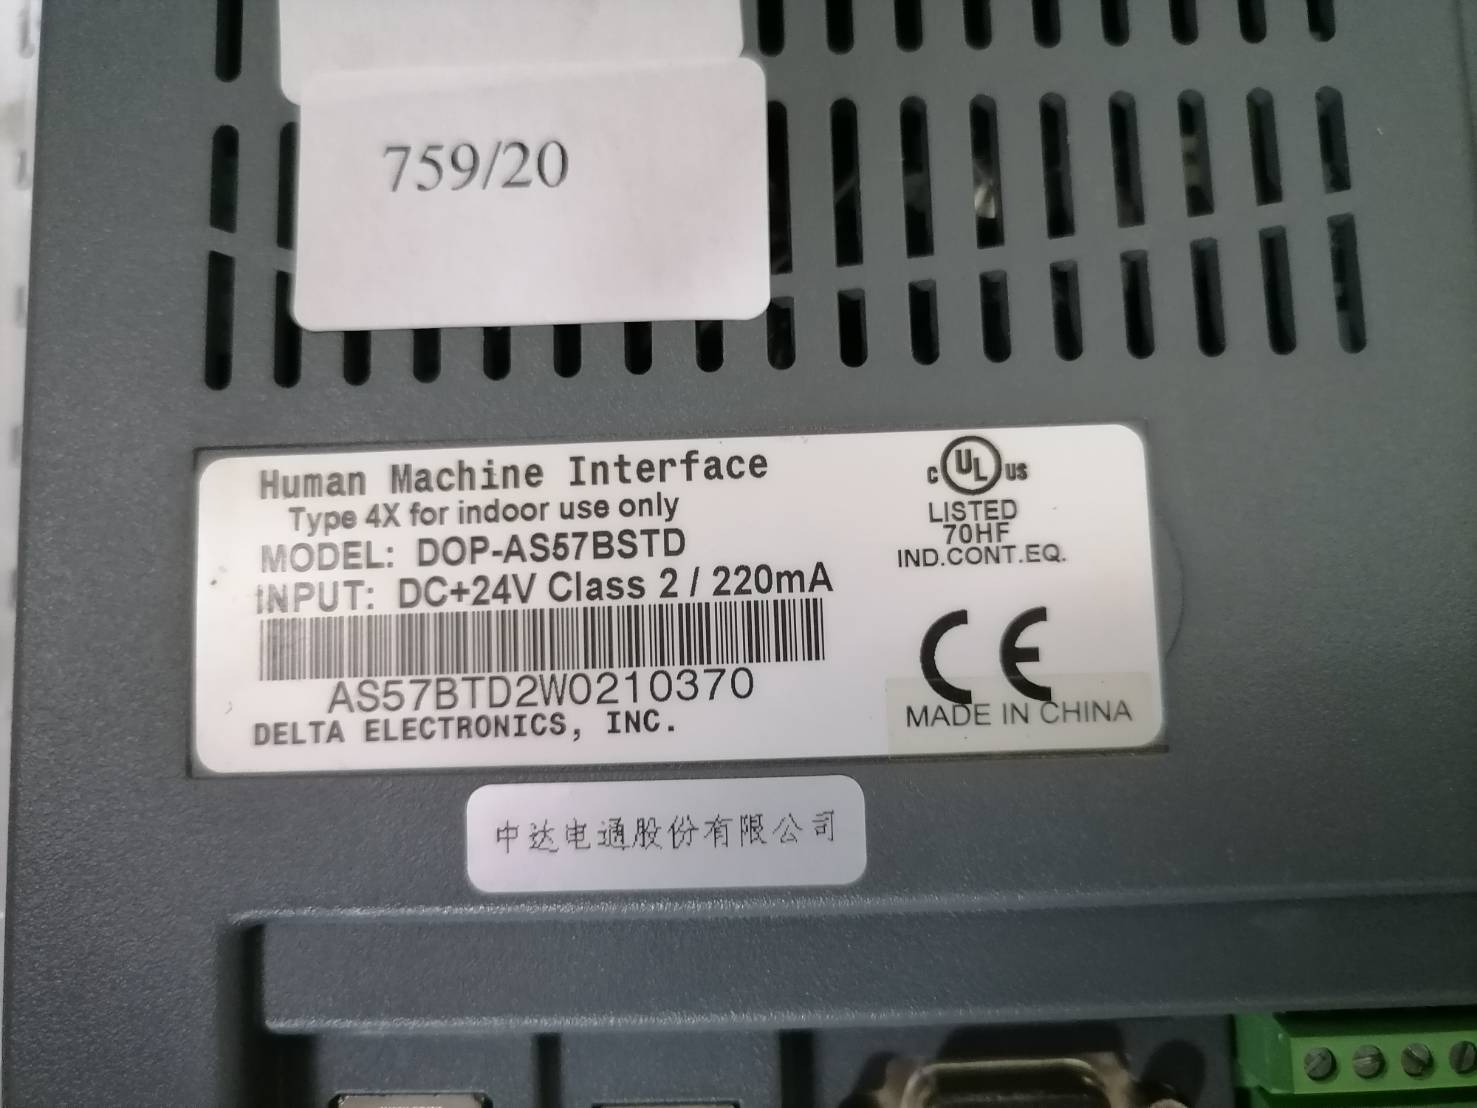 759/20
Human Machine Interface
Type 4X for indoor use only
MODEL: DOP-AS57BSTD
INPUT: DC+24V Class 2 / 220mA
AS57BTD2W0210370
DELTA ELECTRONICS, INC.
C UL US
LISTED
70HF
IND.CONT.EQ.
CE
MADE IN CHINA
中达电通股份有限公司